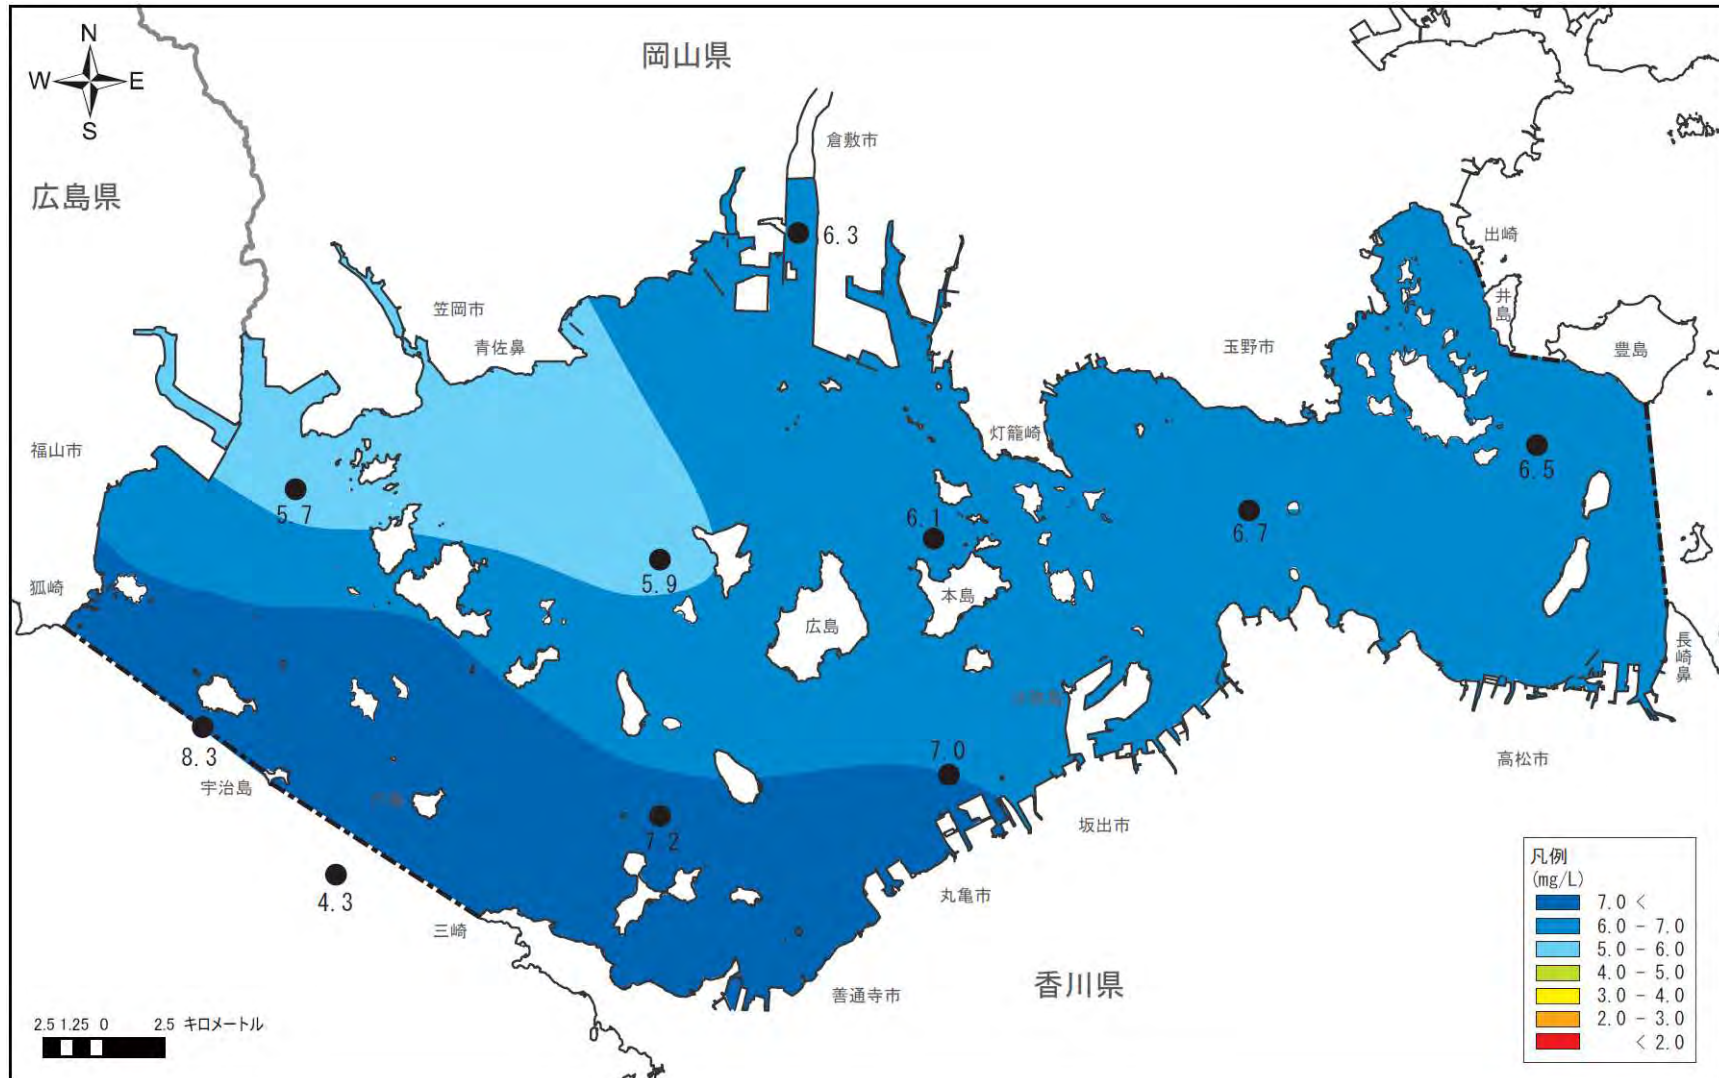 N
W E
S
岡山県
広島県
倉敷市
6.3
出崎
井島
豊島
笠岡市
青佐鼻
玉野市
福山市
灯籠崎
6.5
5.7
6.1
6.7
5.9
狐崎
本島
広島
長崎鼻
8.3
7.0
宇治島
高松市
7.2
坂出市
4.3
丸亀市
三崎
善通寺市
香川県
凡例
(mg/L)
7.0 <
6.0 - 7.0
5.0 - 6.0
4.0 - 5.0
3.0 - 4.0
2.0 - 3.0
< 2.0
2.5 1.25 0 2.5 キロメートル